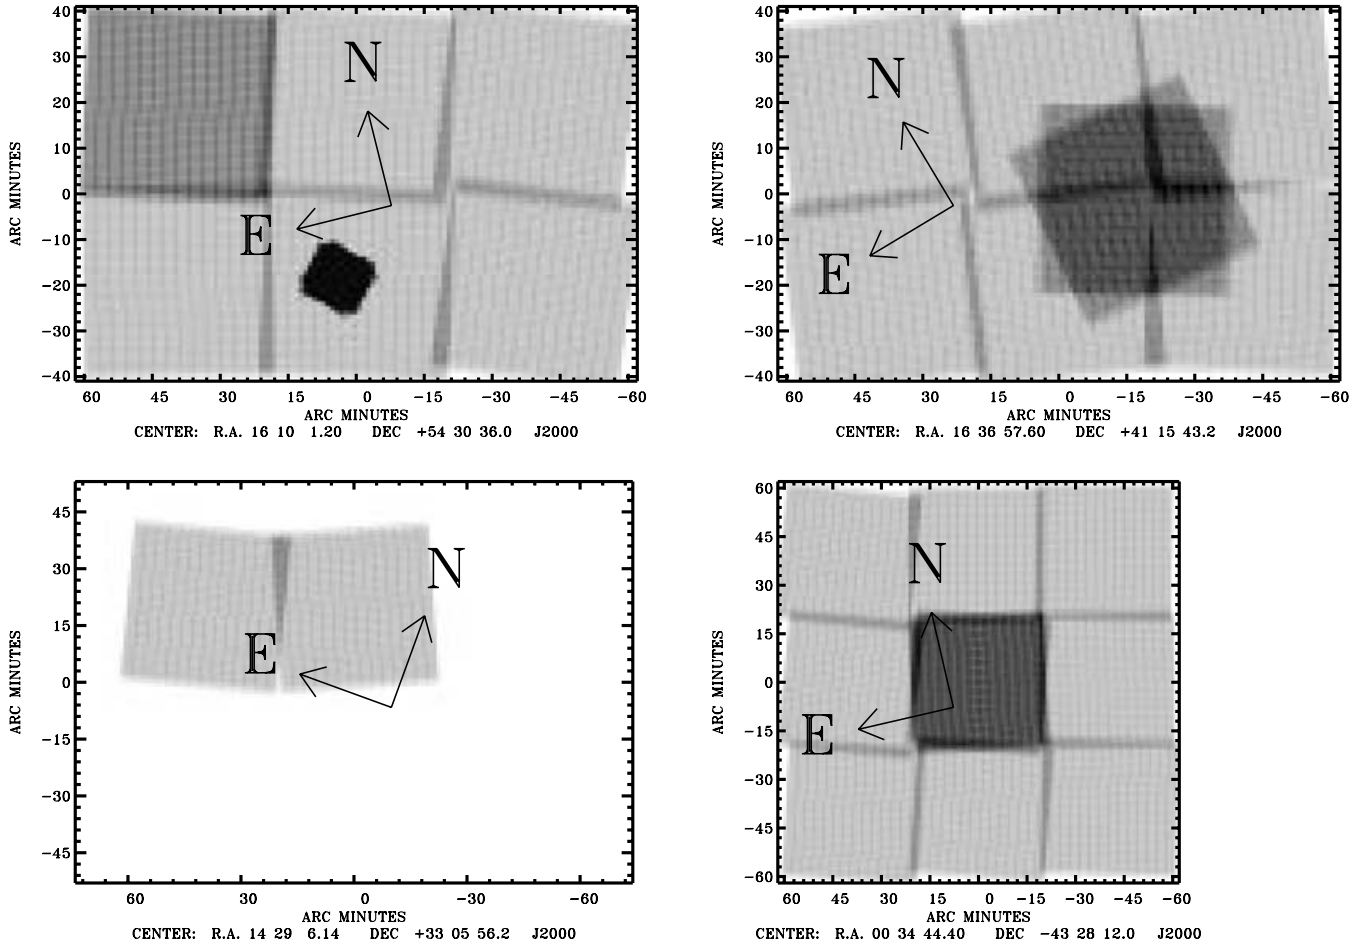 40
30
20
10
0
-10
-20
-30
-40
ARC MINUTES
N
E
60 45 30 15 0 -15 -30 -45 -60
ARC MINUTES
CENTER: R.A. 16 10 1.20 DEC +54 30 36.0 J2000
40
30
20
10
0
-10
-20
-30
-40
ARC MINUTES
N
E
60 45 30 15 0 -15 -30 -45 -60
ARC MINUTES
CENTER: R.A. 16 36 57.60 DEC +41 15 43.2 J2000
45
30
15
0
-15
-30
-45
ARC MINUTES
N
E
60 30 0 -30 -60
ARC MINUTES
CENTER: R.A. 14 29 6.14 DEC +33 05 56.2 J2000
60
45
30
15
0
-15
-30
-45
-60
ARC MINUTES
N
E
60 45 30 15 0 -15 -30 -45 -60
ARC MINUTES
CENTER: R.A. 00 34 44.40 DEC -43 28 12.0 J2000